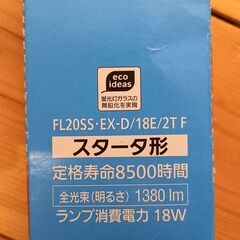 eco
ideas
蛍光灯ガラスの
無鉛化を実現
FL20SS・EX-D/18E/2T F
スタータ形
定格寿命8500時間
全光束(明るさ) 1380 lm
ランプ消費電力 18W